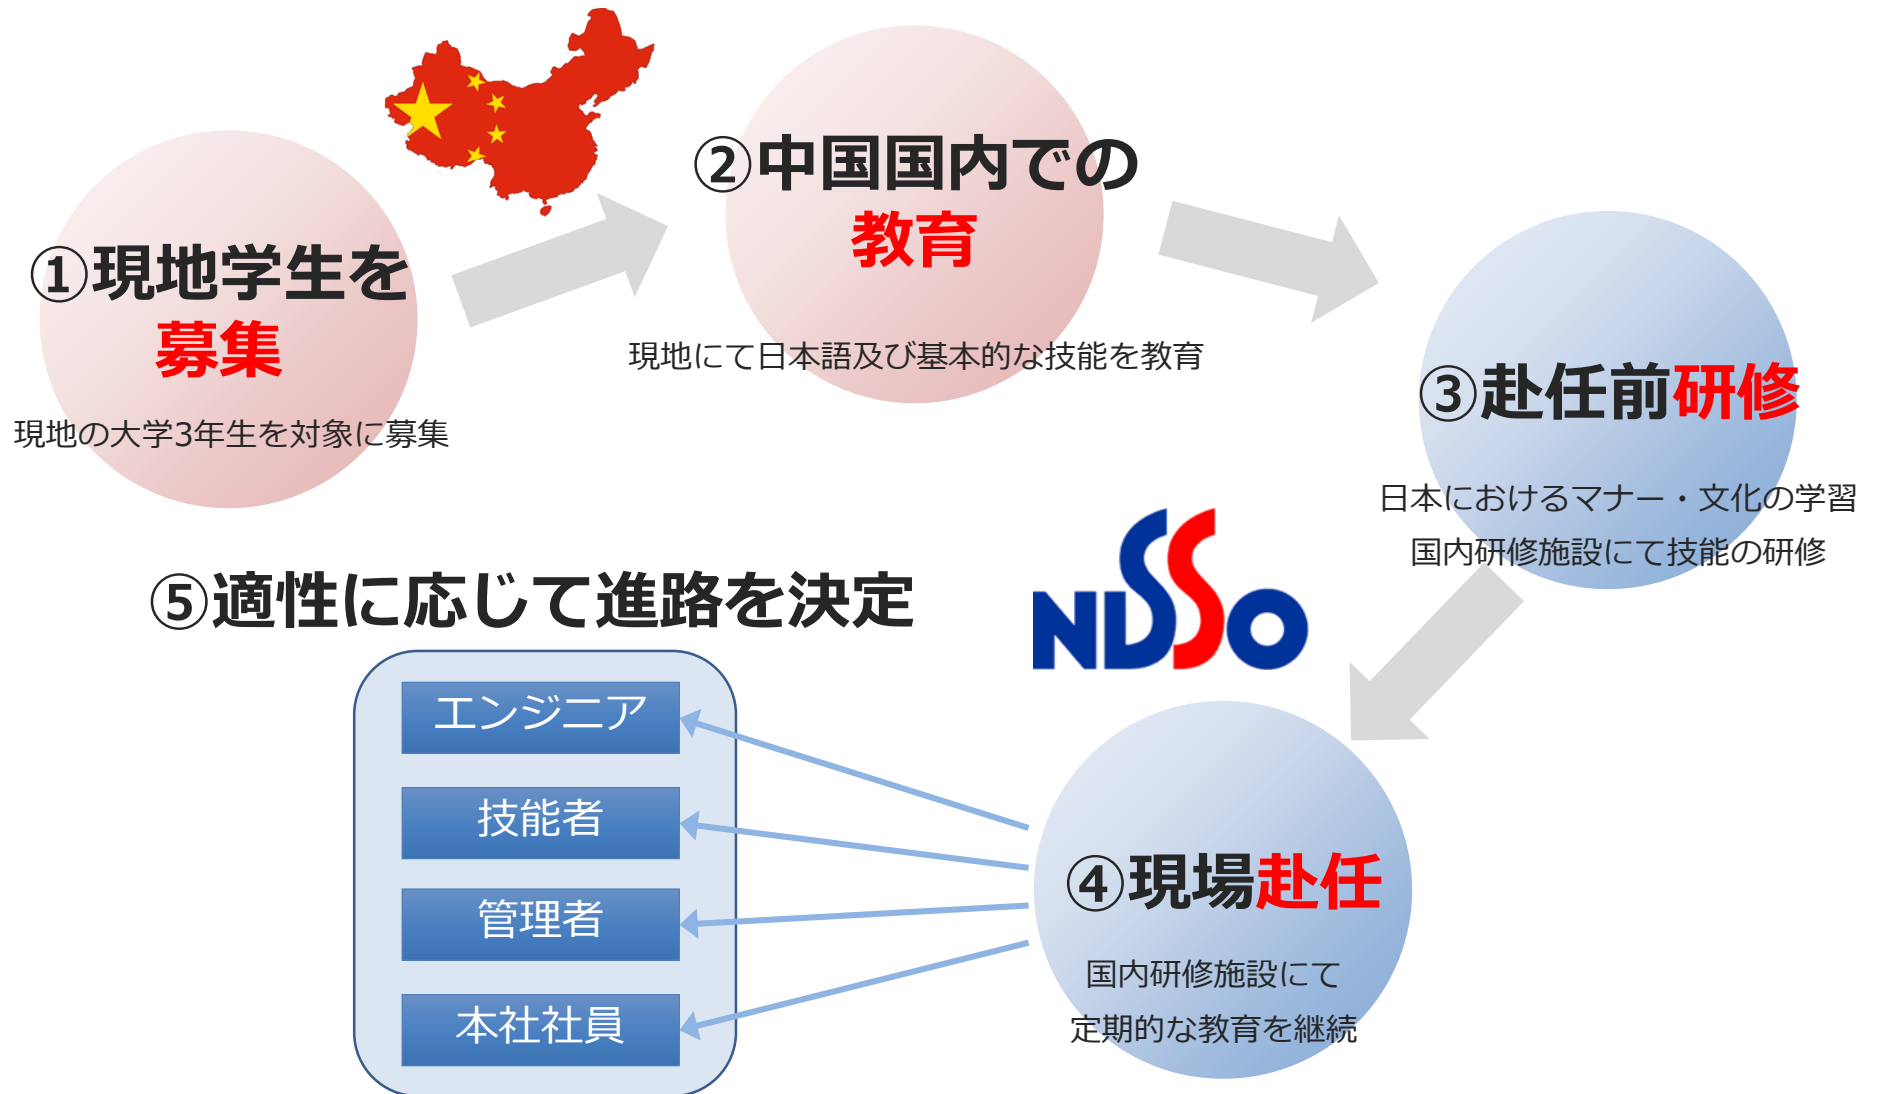 ①現地学生を
募集
現地の大学3年生を対象に募集
②中国国内での
教育
現地にて日本語及び基本的な技能を教育
③赴任前研修
日本におけるマナー・文化の学習
国内研修施設にて技能の研修
NISSO
④現場赴任
国内研修施設にて
定期的な教育を継続
⑤適性に応じて進路を決定
エンジニア
技能者
管理者
本社社員